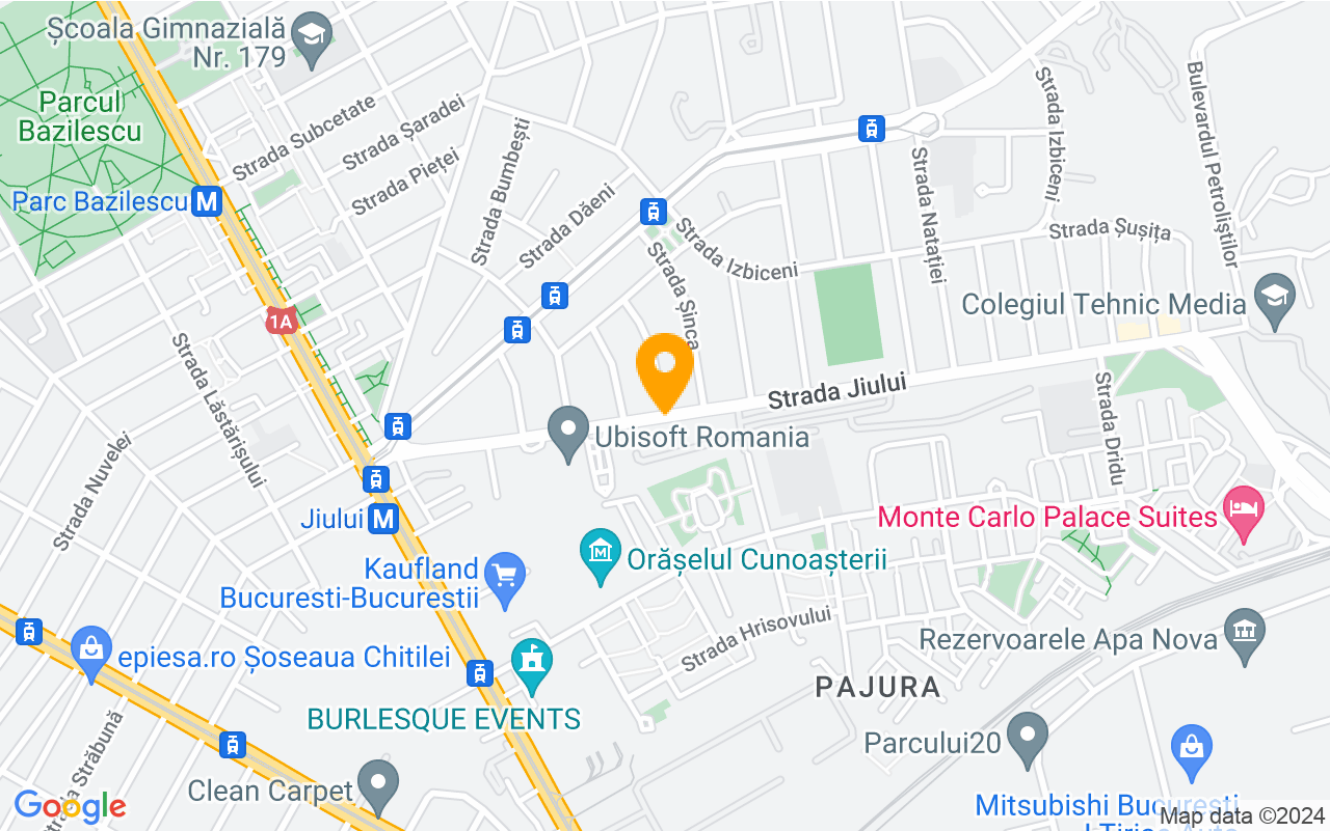 Școala Gimnazială
Nr. 179
Parcul
Bazilescu
Strada Subcetate
Strada Șaradei
Strada Pieței
Parc Bazilescu
M
Strada Bumbești
Strada Dăeni
Strada Izbiceni
Bulevardul Petroliștilor
Strada Natației
Strada Sușița
Strada Izbiceni
Strada Șinca
Colegiul Tehnic Media
1A
Strada Lăstărișului
Strada Jiului
Strada Dridu
Ubisoft Romania
Strada Nuvelei
Jiului
M
Monte Carlo Palace Suites
M
Orășelul Cunoașterii
Kaufland
Bucuresti-Bucurestii
Strada Hrisovului
Rezervoarele Apa Nova
epiesa.ro Șoseaua Chitilei
PAJURA
BURLESQUE EVENTS
Strada Străbună
Parcului20
Clean Carpet
Google
Mitsubishi Bucuresti
Map data ©2024